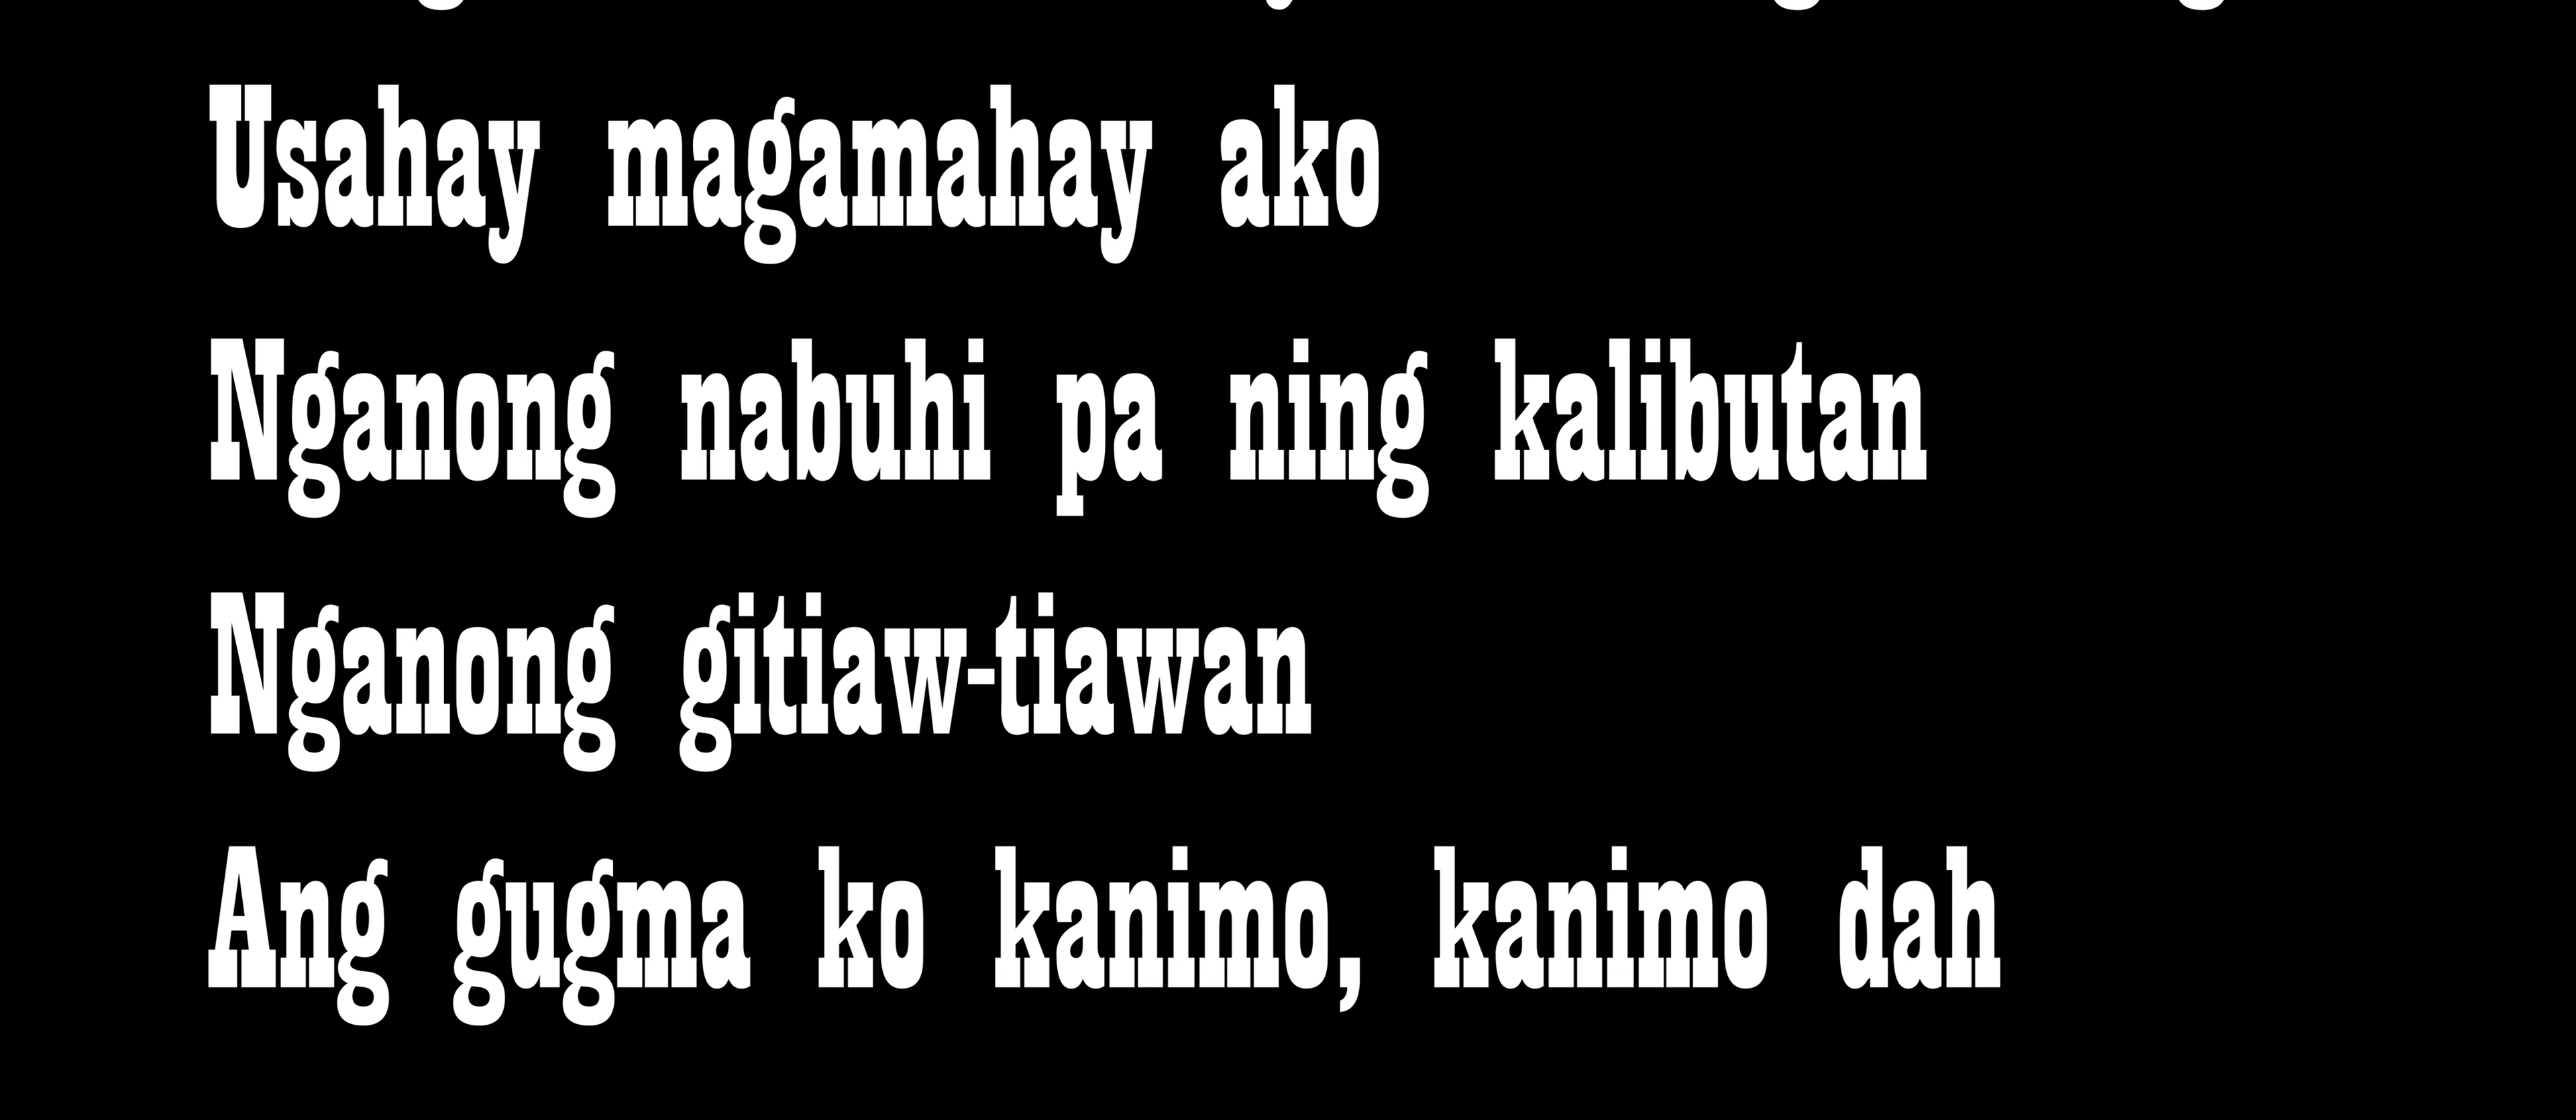 Usahay magamahay ako
Nganong nabuhi pa ning kalibutan
Nganong gitiaw-tiawan
Ang gugma ko kanimo, kanimo dah